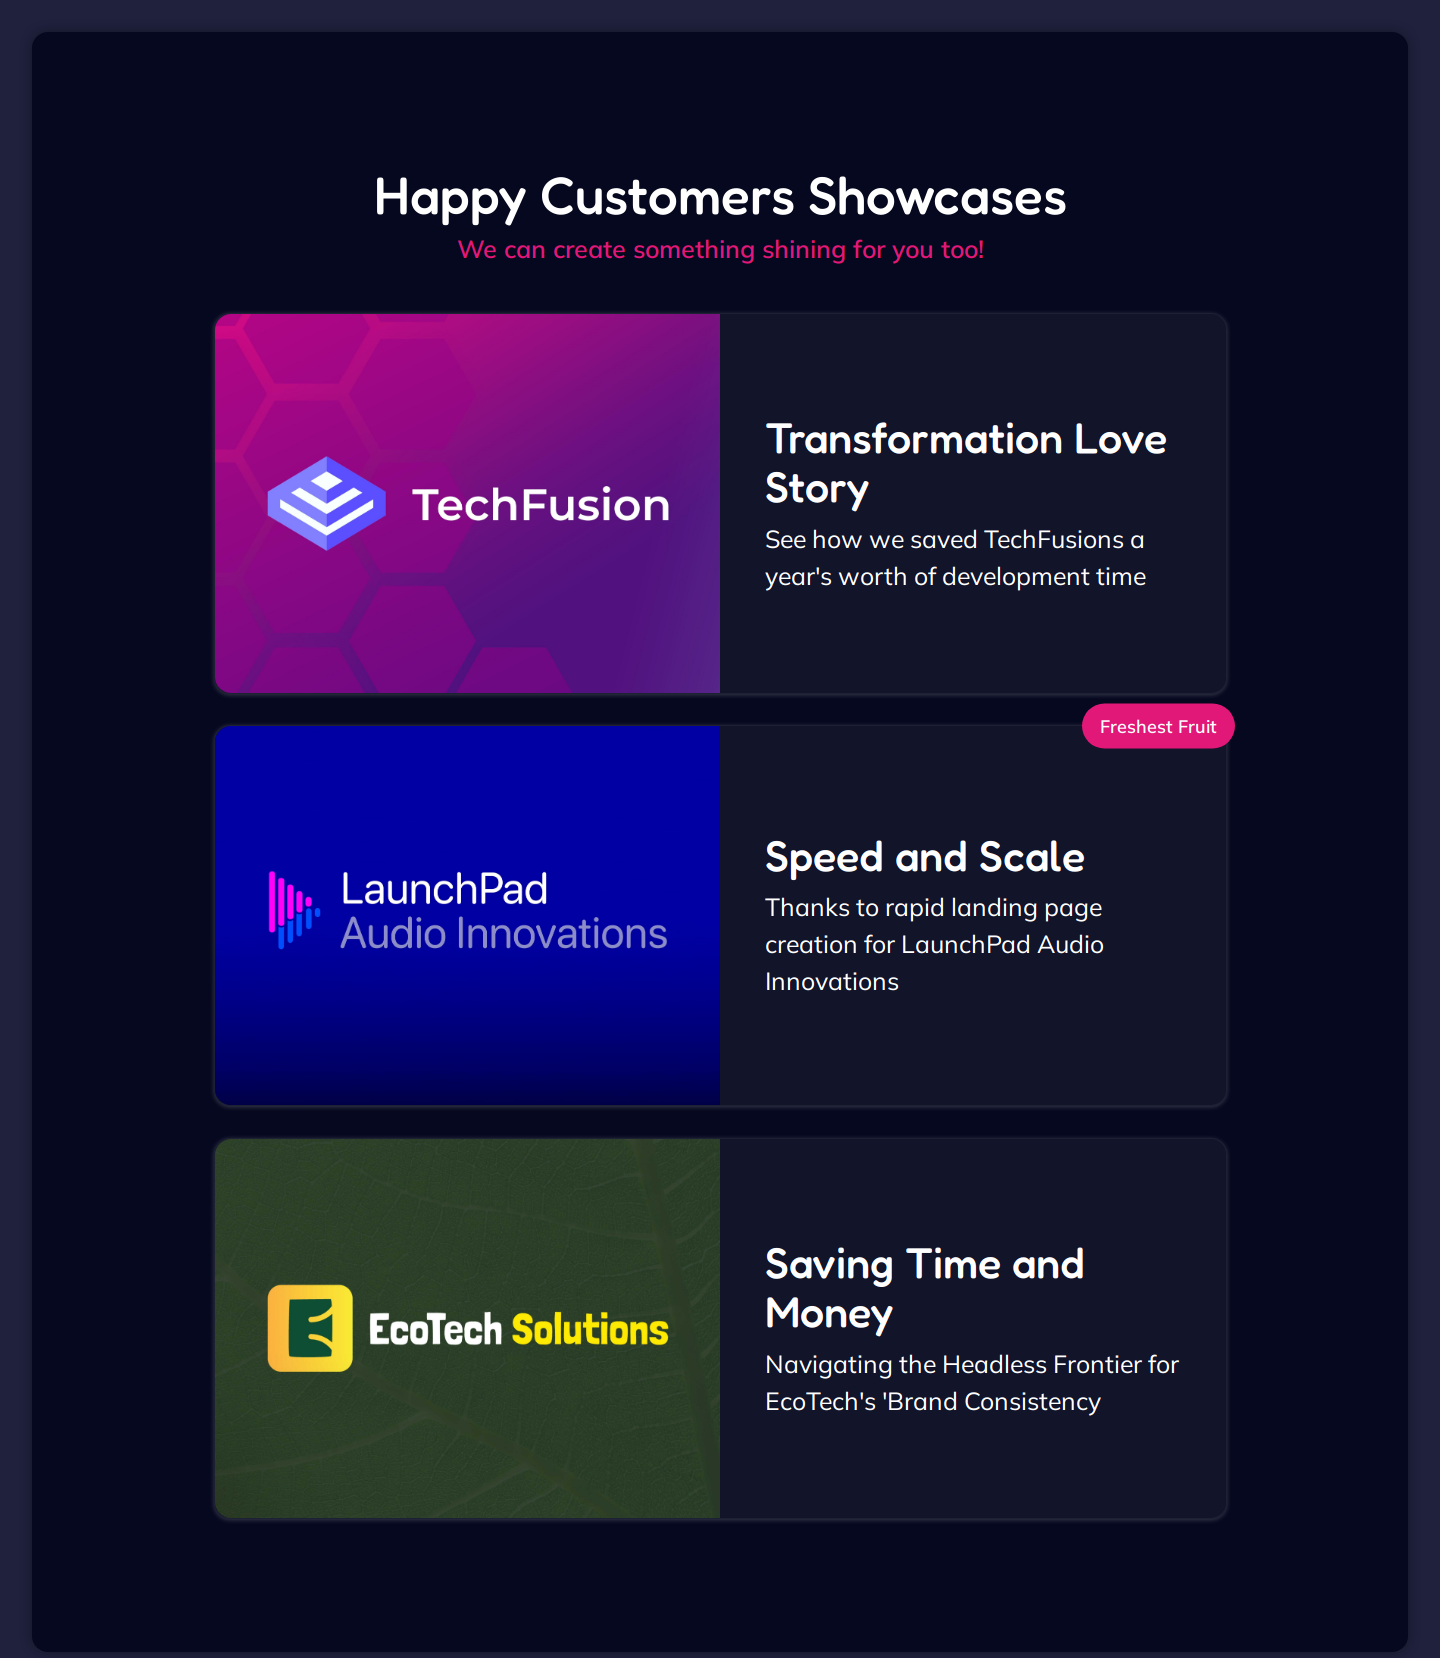 Happy Customers Showcases
We can create something shining for you too!
TechFusion
Transformation Love
Story
See how we saved TechFusions a
year's worth of development time
Freshest Fruit
LaunchPad
Audio Innovations
Speed and Scale
Thanks to rapid landing page
creation for LaunchPad Audio
Innovations
EcoTech Solutions
Saving Time and
Money
Navigating the Headless Frontier for
EcoTech's 'Brand Consistency